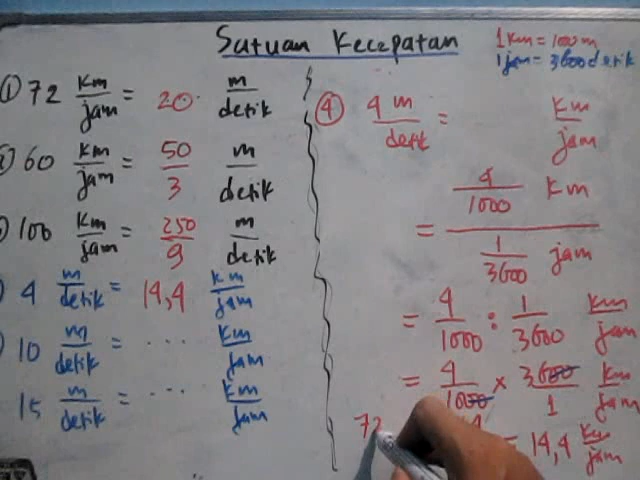 Satuan Kecepatan
1 Km = 1000 m
1 jam = 3600 detik
① 72 Km/jam = 20 m/detik
60 Km/jam = 50/3 m/detik
100 Km/jam = 250/9 m/detik
4 m/detik = 14,4 Km/jam
10 m/detik = ... Km/jam
15 m/detik = ... Km/jam
④ 4 m/detik = Km/jam
= 4/1000 Km / 1/3600 jam
= 4/1000 : 1/3600 Km/jam
= 4/1000 × 3600/1 Km/jam
= 14,4 Km/jam
72